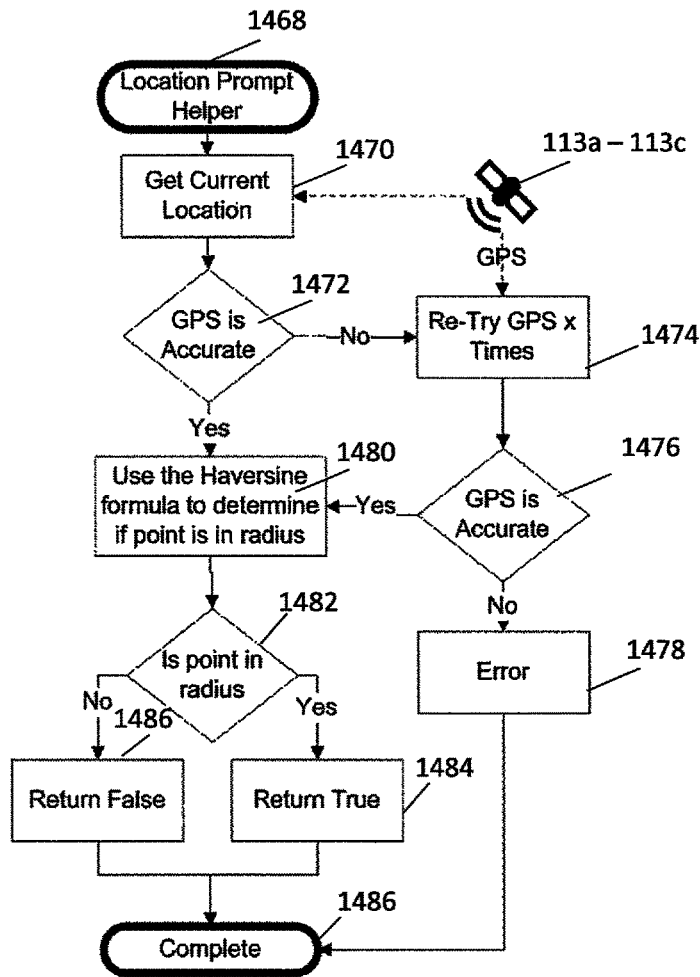 1468
Location Prompt
Helper
1470
113a – 113c
Get Current
Location
GPS
1472
GPS is
Accurate
No
Re-Try GPS x
Times
1474
Yes
1480
Use the Haversine
formula to determine
if point is in radius
1476
Yes
GPS is
Accurate
No
1482
Is point in
radius
1478
Error
No
1486
Yes
Return False
Return True
1484
1486
Complete